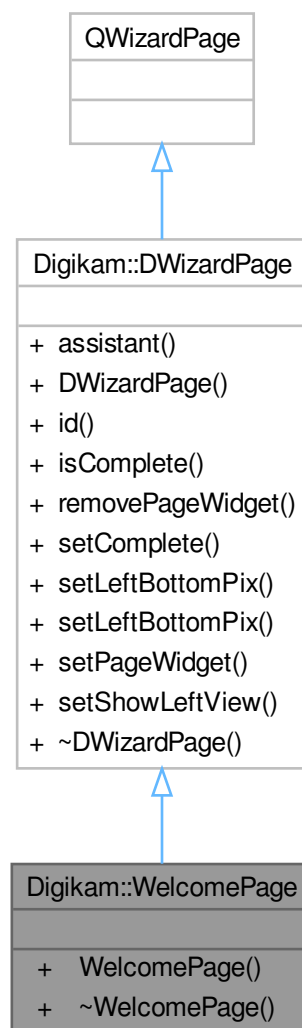 QWizardPage
Digikam::DWizardPage
+ assistant()
+ DWizardPage()
+ id()
+ isComplete()
+ removePageWidget()
+ setComplete()
+ setLeftBottomPix()
+ setLeftBottomPix()
+ setPageWidget()
+ setShowLeftView()
+ ~DWizardPage()
Digikam::WelcomePage
+ WelcomePage()
+ ~WelcomePage()